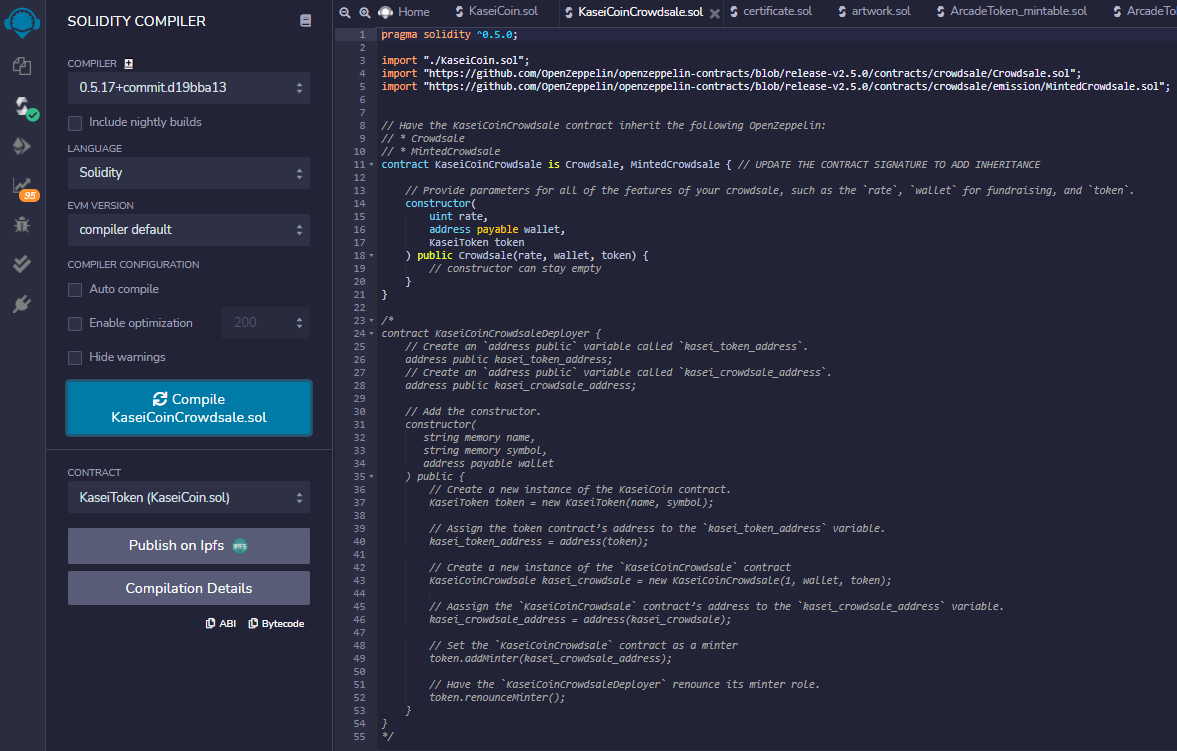 SOLIDITY COMPILER
COMPILER
0.5.17+commit.d19bba13
Include nightly builds
LANGUAGE
Solidity
EVM VERSION
compiler default
COMPILER CONFIGURATION
Auto compile
Enable optimization
200
Hide warnings
Compile
KaseiCoinCrowdsale.sol
CONTRACT
KaseiToken (KaseiCoin.sol)
Publish on Ipfs IPFS
Compilation Details
ABI Bytecode
95
Home KaseiCoin.sol KaseiCoinCrowdsale.sol certificate.sol artwork.sol ArcadeToken_mintable.sol ArcadeTo
1 pragma solidity ^0.5.0;
2
3 import "./KaseiCoin.sol";
4 import "https://github.com/OpenZeppelin/openzeppelin-contracts/blob/release-v2.5.0/contracts/crowdsale/Crowdsale.sol";
5 import "https://github.com/OpenZeppelin/openzeppelin-contracts/blob/release-v2.5.0/contracts/crowdsale/emission/MintedCrowdsale.sol";
6
7
8 // Have the KaseiCoinCrowdsale contract inherit the following OpenZeppelin:
9 // * Crowdsale
10 // * MintedCrowdsale
11 contract KaseiCoinCrowdsale is Crowdsale, MintedCrowdsale { // UPDATE THE CONTRACT SIGNATURE TO ADD INHERITANCE
12
13 // Provide parameters for all of the features of your crowdsale, such as the `rate`, `wallet` for fundraising, and `token`.
14 constructor(
15 uint rate,
16 address payable wallet,
17 KaseiToken token
18 ) public Crowdsale(rate, wallet, token) {
19 // constructor can stay empty
20 }
21 }
22
23 /*
24 contract KaseiCoinCrowdsaleDeployer {
25 // Create an `address public` variable called `kasei_token_address`.
26 address public kasei_token_address;
27 // Create an `address public` variable called `kasei_crowdsale_address`.
28 address public kasei_crowdsale_address;
29
30 // Add the constructor.
31 constructor(
32 string memory name,
33 string memory symbol,
34 address payable wallet
35 ) public {
36 // Create a new instance of the KaseiCoin contract.
37 KaseiToken token = new KaseiToken(name, symbol);
38
39 // Assign the token contract’s address to the `kasei_token_address` variable.
40 kasei_token_address = address(token);
41
42 // Create a new instance of the `KaseiCoinCrowdsale` contract
43 KaseiCoinCrowdsale kasei_crowdsale = new KaseiCoinCrowdsale(1, wallet, token);
44
45 // Aassign the `KaseiCoinCrowdsale` contract’s address to the `kasei_crowdsale_address` variable.
46 kasei_crowdsale_address = address(kasei_crowdsale);
47
48 // Set the `KaseiCoinCrowdsale` contract as a minter
49 token.addMinter(kasei_crowdsale_address);
50
51 // Have the `KaseiCoinCrowdsaleDeployer` renounce its minter role.
52 token.renounceMinter();
53 }
54 }
55 */